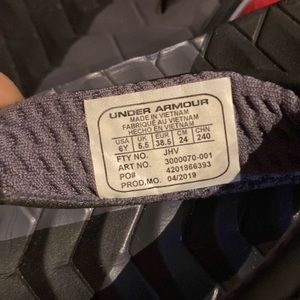 UNDER ARMOUR
MADE IN VIETNAM
FABRIQUÉ AU VIETNAM
HECHO EN VIETNAM
USA UK EUR CM CHN
6Y 5.5 38.5 24 240
FTY NO. JHV
ART NO. 3000070-001
PO# 4201866393
PROD.MO. 04/2019